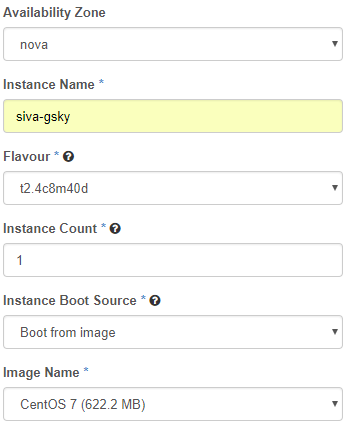 Availability Zone
nova
Instance Name *
siva-gsky
Flavour * ?
t2.4c8m40d
Instance Count * ?
1
Instance Boot Source * ?
Boot from image
Image Name *
CentOS 7 (622.2 MB)